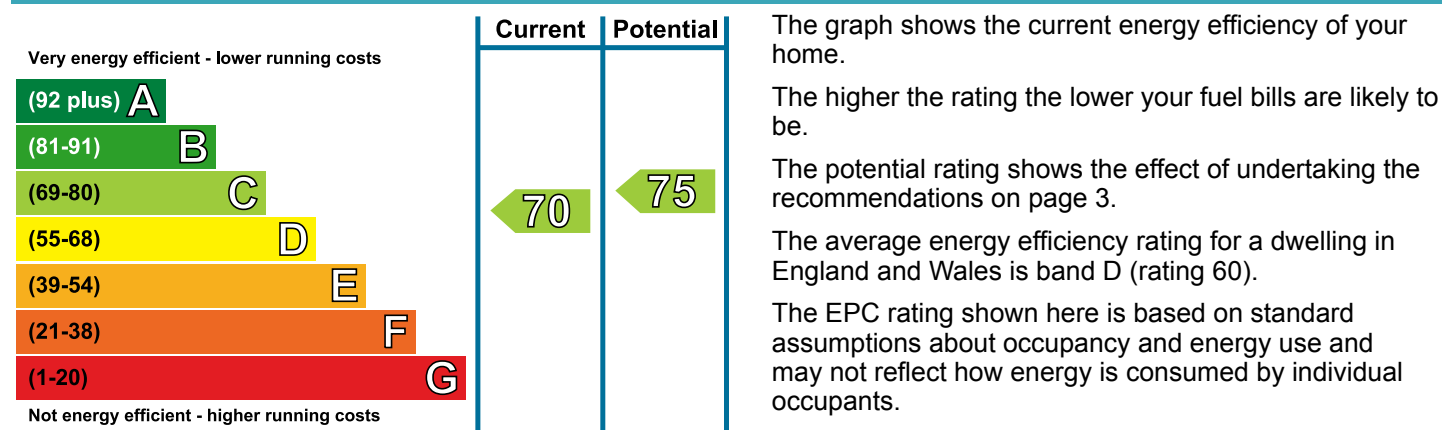 Current Potential
Very energy efficient - lower running costs
(92 plus) A
(81-91) B
(69-80) C
(55-68) D
(39-54) E
(21-38) F
(1-20) G
Not energy efficient - higher running costs
70
75
The graph shows the current energy efficiency of your
home.
The higher the rating the lower your fuel bills are likely to
be.
The potential rating shows the effect of undertaking the
recommendations on page 3.
The average energy efficiency rating for a dwelling in
England and Wales is band D (rating 60).
The EPC rating shown here is based on standard
assumptions about occupancy and energy use and
may not reflect how energy is consumed by individual
occupants.